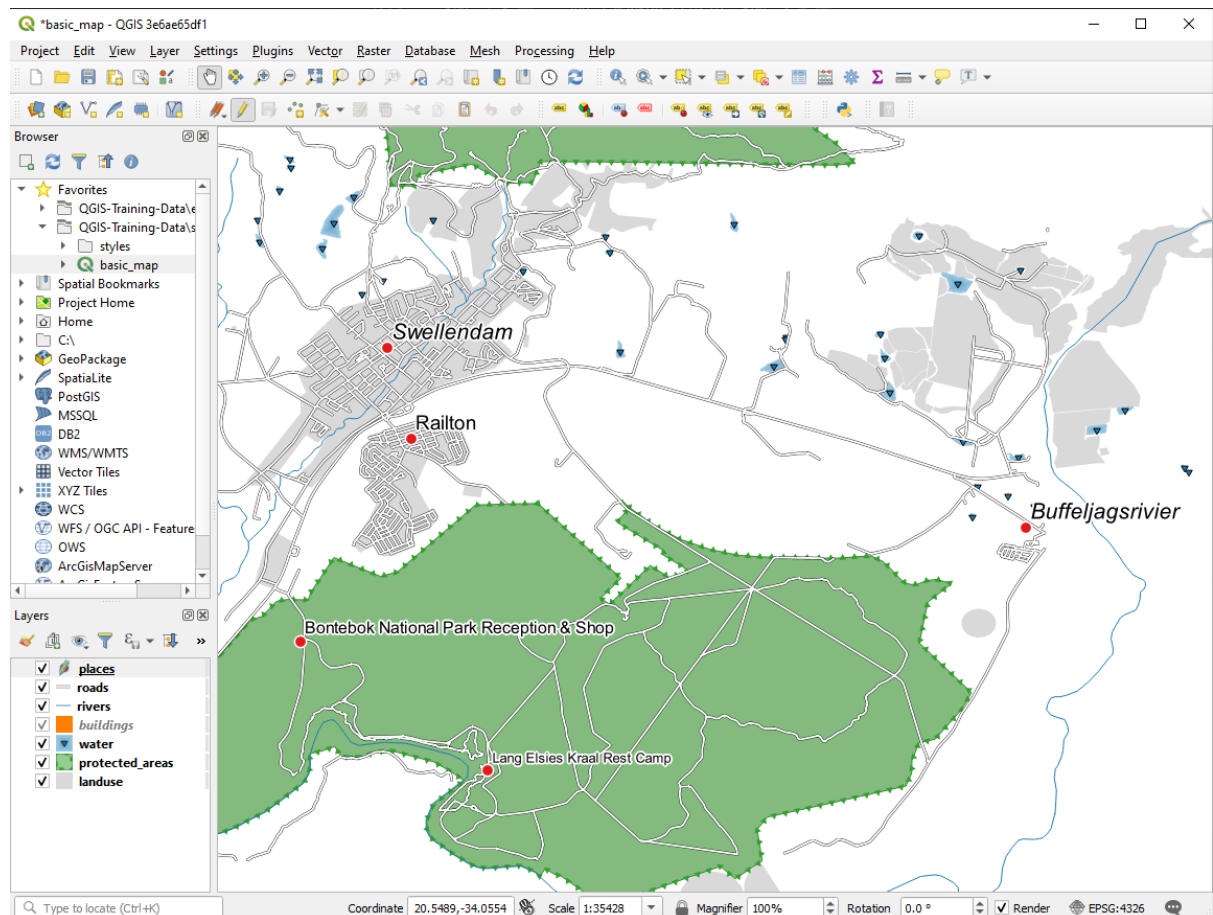 *basic_map - QGIS 3e6ae65df1
Project Edit View Layer Settings Plugins Vector Raster Database Mesh Processing Help
Browser
Favorites
QGIS-Training-Data\e
QGIS-Training-Data\s
styles
basic_map
Spatial Bookmarks
Project Home
Home
C:\
GeoPackage
SpatiaLite
PostGIS
MSSQL
DB2
WMS/WMTS
Vector Tiles
XYZ Tiles
WCS
WFS / OGC API - Feature
OWS
ArcGisMapServer
Layers
places
roads
rivers
buildings
water
protected_areas
landuse
Swellendam
Railton
Buffeljagsrivier
Bontebok National Park Reception & Shop
Lang Elsies Kraal Rest Camp
Type to locate (Ctrl+K) Coordinate 20.5489,-34.0554 Scale 1:35428 Magnifier 100% Rotation 0.0 ° Render EPSG:4326